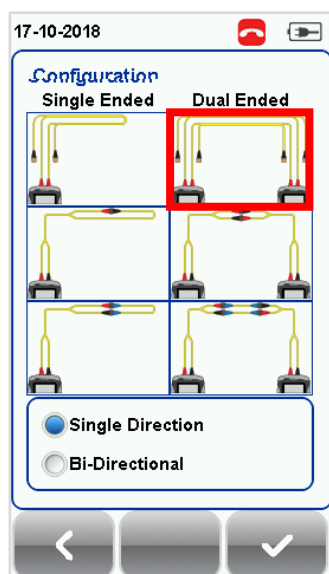 17-10-2018
Configuration
Single Ended Dual Ended
Single Direction
Bi-Directional